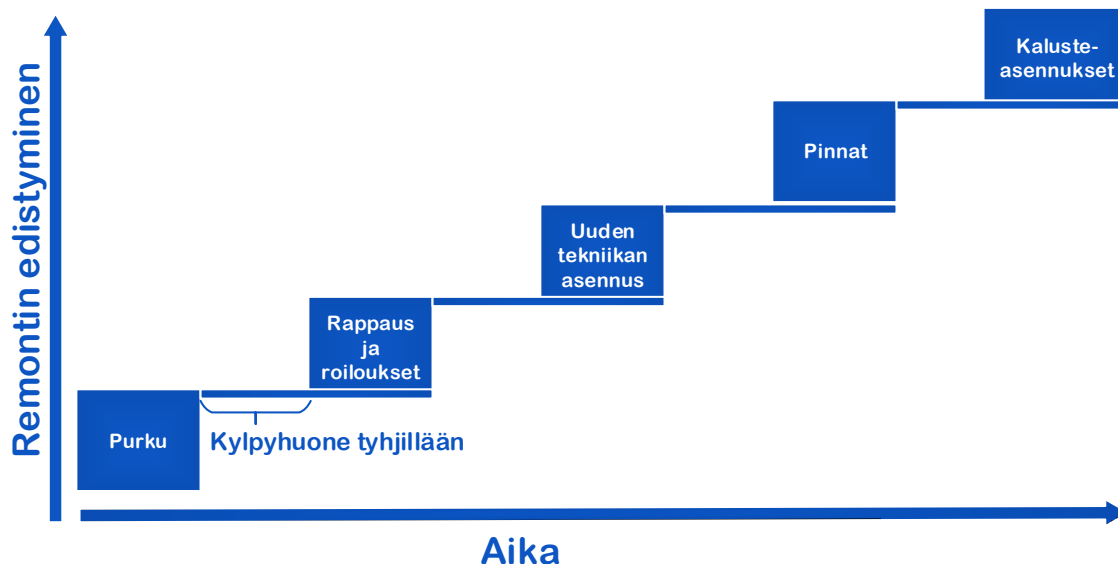 Remontin edistyminen
Kaluste-
asennukset
Pinnat
Uuden
tekniikan
asennus
Rappaus
ja
roiloukset
Purku
Kylpyhuone tyhjillään
Aika